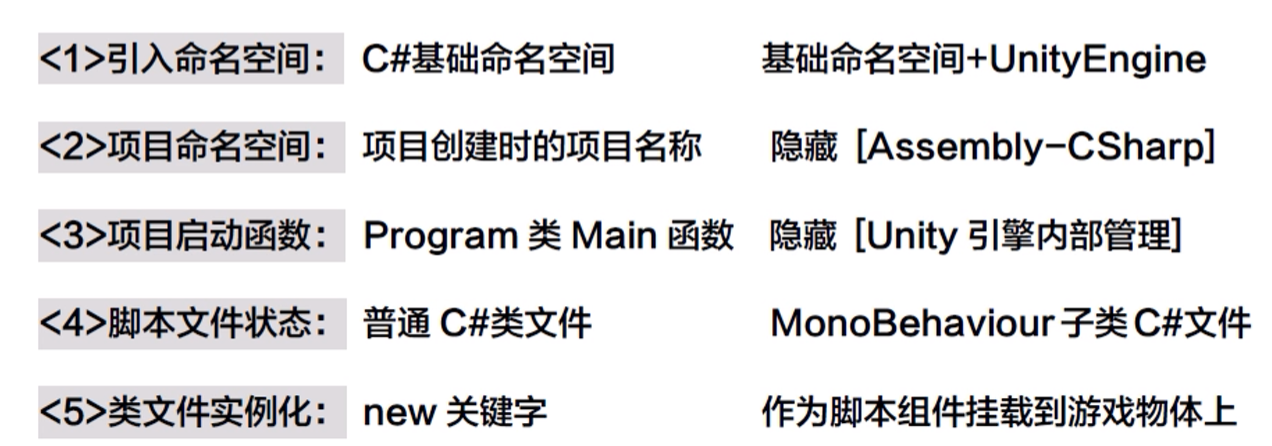 <1>引入命名空间： C#基础命名空间 基础命名空间+UnityEngine
<2>项目命名空间： 项目创建时的项目名称 隐藏 [Assembly-CSharp]
<3>项目启动函数： Program 类 Main 函数 隐藏 [Unity 引擎内部管理]
<4>脚本文件状态： 普通 C#类文件 MonoBehaviour 子类 C#文件
<5>类文件实例化： new 关键字 作为脚本组件挂载到游戏物体上